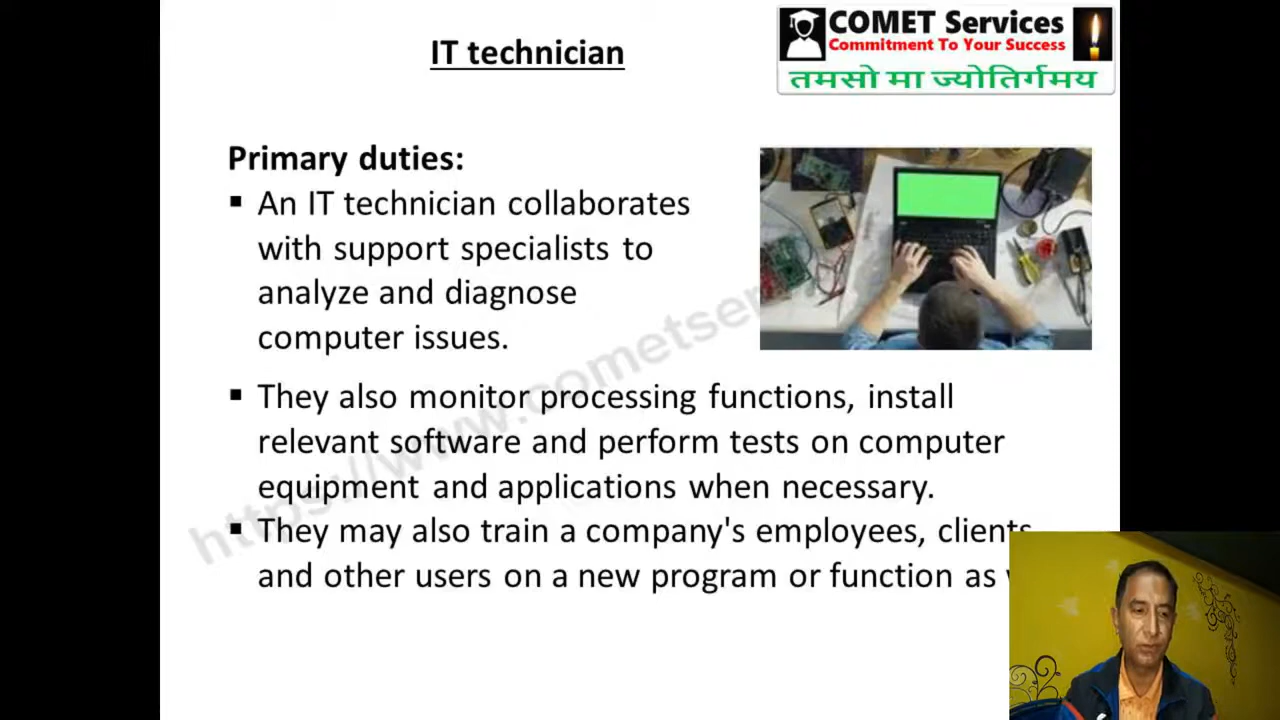 IT technician
COMET Services
Commitment To Your Success
तमसो मा ज्योतिर्गमय
Primary duties:
▪ An IT technician collaborates
with support specialists to
analyze and diagnose
computer issues.
▪ They also monitor processing functions, install
relevant software and perform tests on computer
equipment and applications when necessary.
▪ They may also train a company's employees, clients
and other users on a new program or function as
https://www.cometser